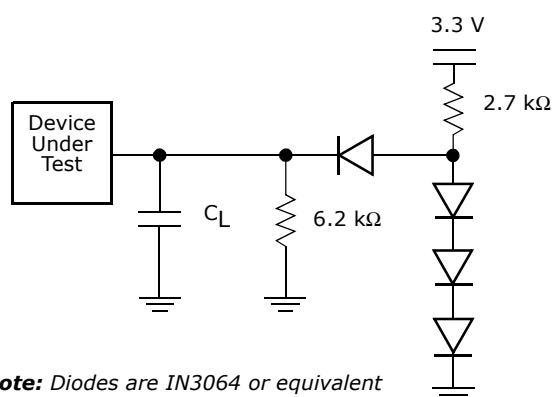 3.3 V
2.7 kΩ
Device
Under
Test
CL
6.2 kΩ
ote: Diodes are IN3064 or equivalent